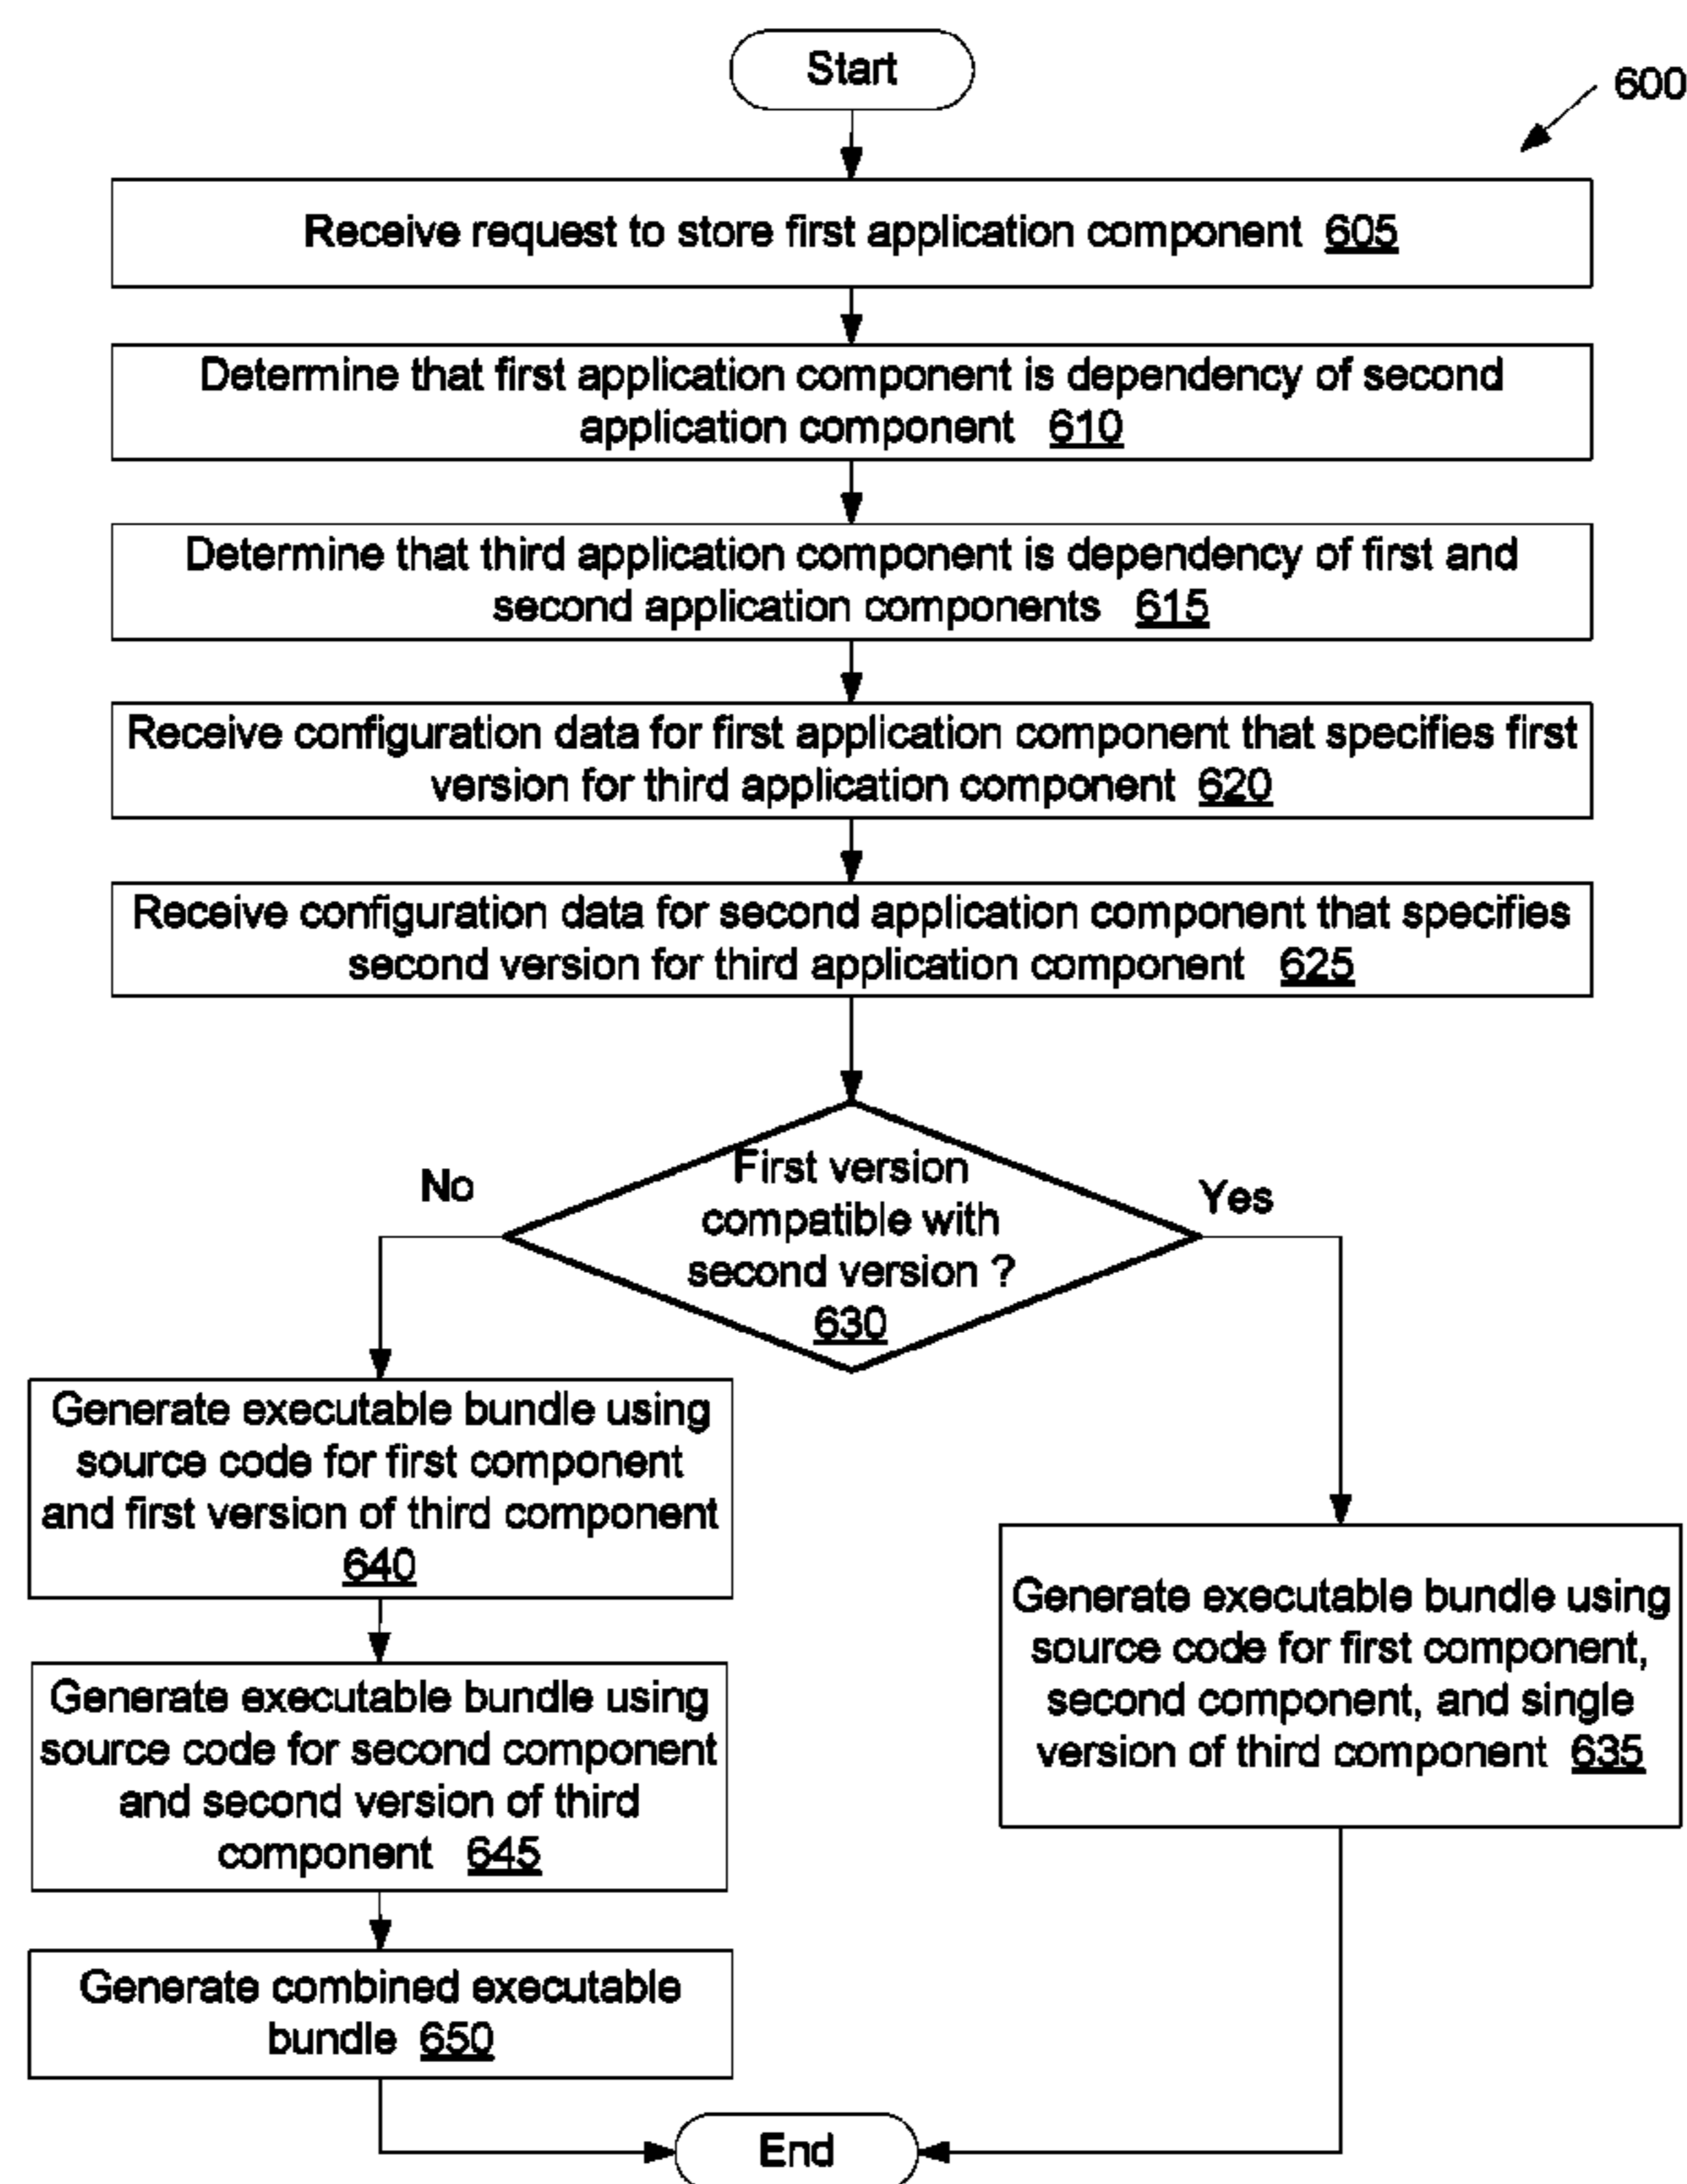 Start
600
Receive request to store first application component 605
Determine that first application component is dependency of second
application component 610
Determine that third application component is dependency of first and
second application components 615
Receive configuration data for first application component that specifies first
version for third application component 620
Receive configuration data for second application component that specifies
second version for third application component 625
First version
compatible with
second version ?
630
No
Yes
Generate executable bundle using
source code for first component
and first version of third component
640
Generate executable bundle using
source code for second component
and second version of third
component 645
Generate combined executable
bundle 650
Generate executable bundle using
source code for first component,
second component, and single
version of third component 635
End